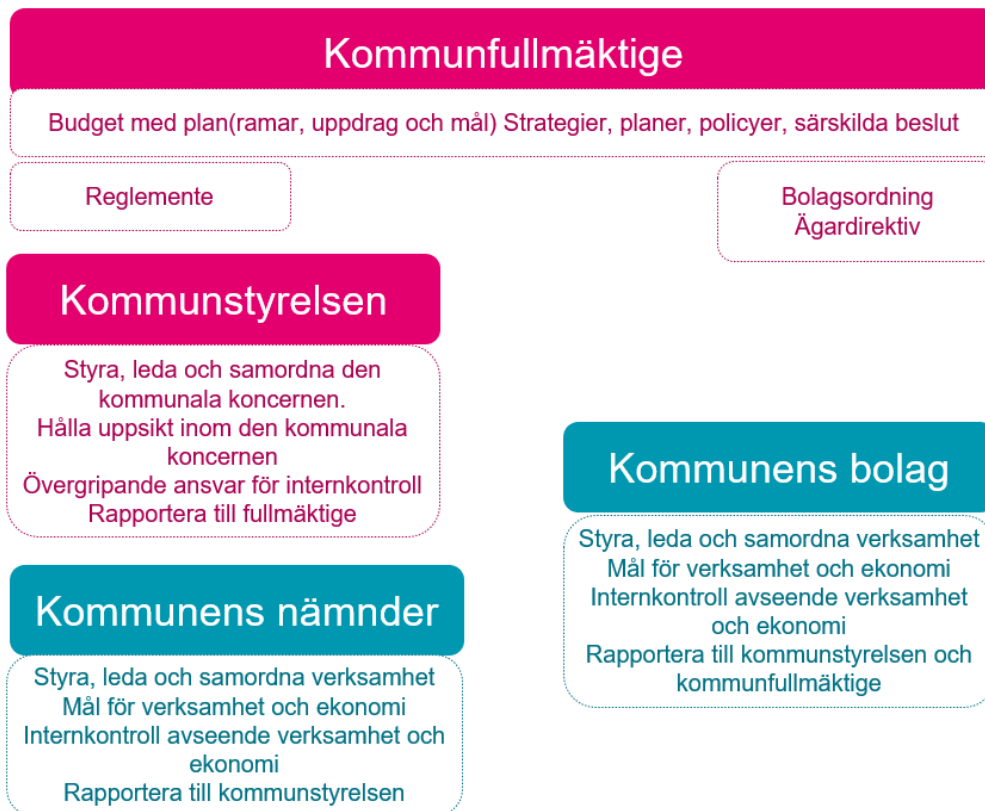 Kommunfullmäktige
Budget med plan(ramar, uppdrag och mål) Strategier, planer, policyer, särskilda beslut
Reglemente
Bolagsordning
Ägardirektiv
Kommunstyrelsen
Styra, leda och samordna den
kommunala koncernen.
Hålla uppsikt inom den kommunala
koncernen
Övergripande ansvar för internkontroll
Rapportera till fullmäktige
Kommunens bolag
Styra, leda och samordna verksamhet
Mål för verksamhet och ekonomi
Internkontroll avseende verksamhet
och ekonomi
Rapportera till kommunstyrelsen och
kommunfullmäktige
Kommunens nämnder
Styra, leda och samordna verksamhet
Mål för verksamhet och ekonomi
Internkontroll avseende verksamhet och
ekonomi
Rapportera till kommunstyrelsen